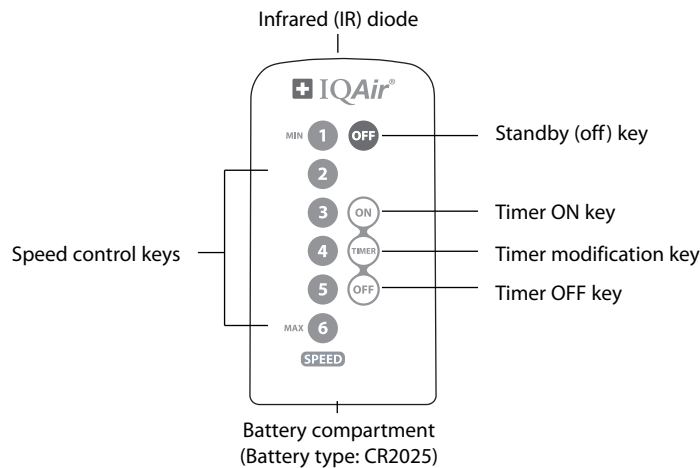 Infrared (IR) diode
IQAir®
MIN 1 OFF
Standby (off) key
2
3 ON
Timer ON key
Speed control keys
4 TIMER
Timer modification key
5 OFF
Timer OFF key
MAX 6
SPEED
Battery compartment
(Battery type: CR2025)